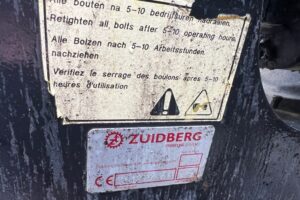 Alle bouten na 5-10 bedrijfsuren nadraaien.
Retighten all bolts after 5-10 operating hours.
Alle Bolzen nach 5-10 Arbeitsstunden
nachziehen
Verifiez le serrage des boulons après 5-10
heures d'utilisation
ZUIDBERG
CE